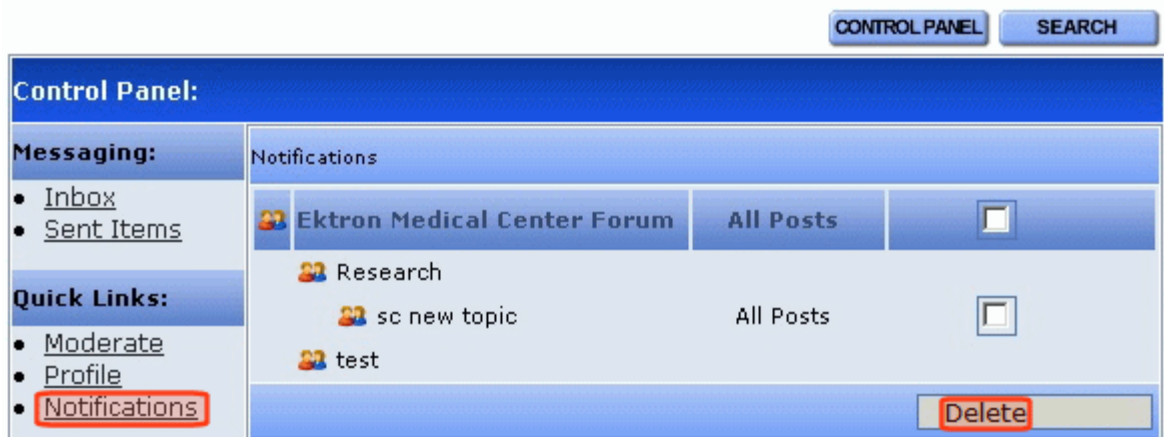 CONTROL PANEL SEARCH
Control Panel:
Messaging:
Inbox
Sent Items
Quick Links:
Moderate
Profile
Notifications
Notifications
Ektron Medical Center Forum All Posts
Research
sc new topic All Posts
test
Delete